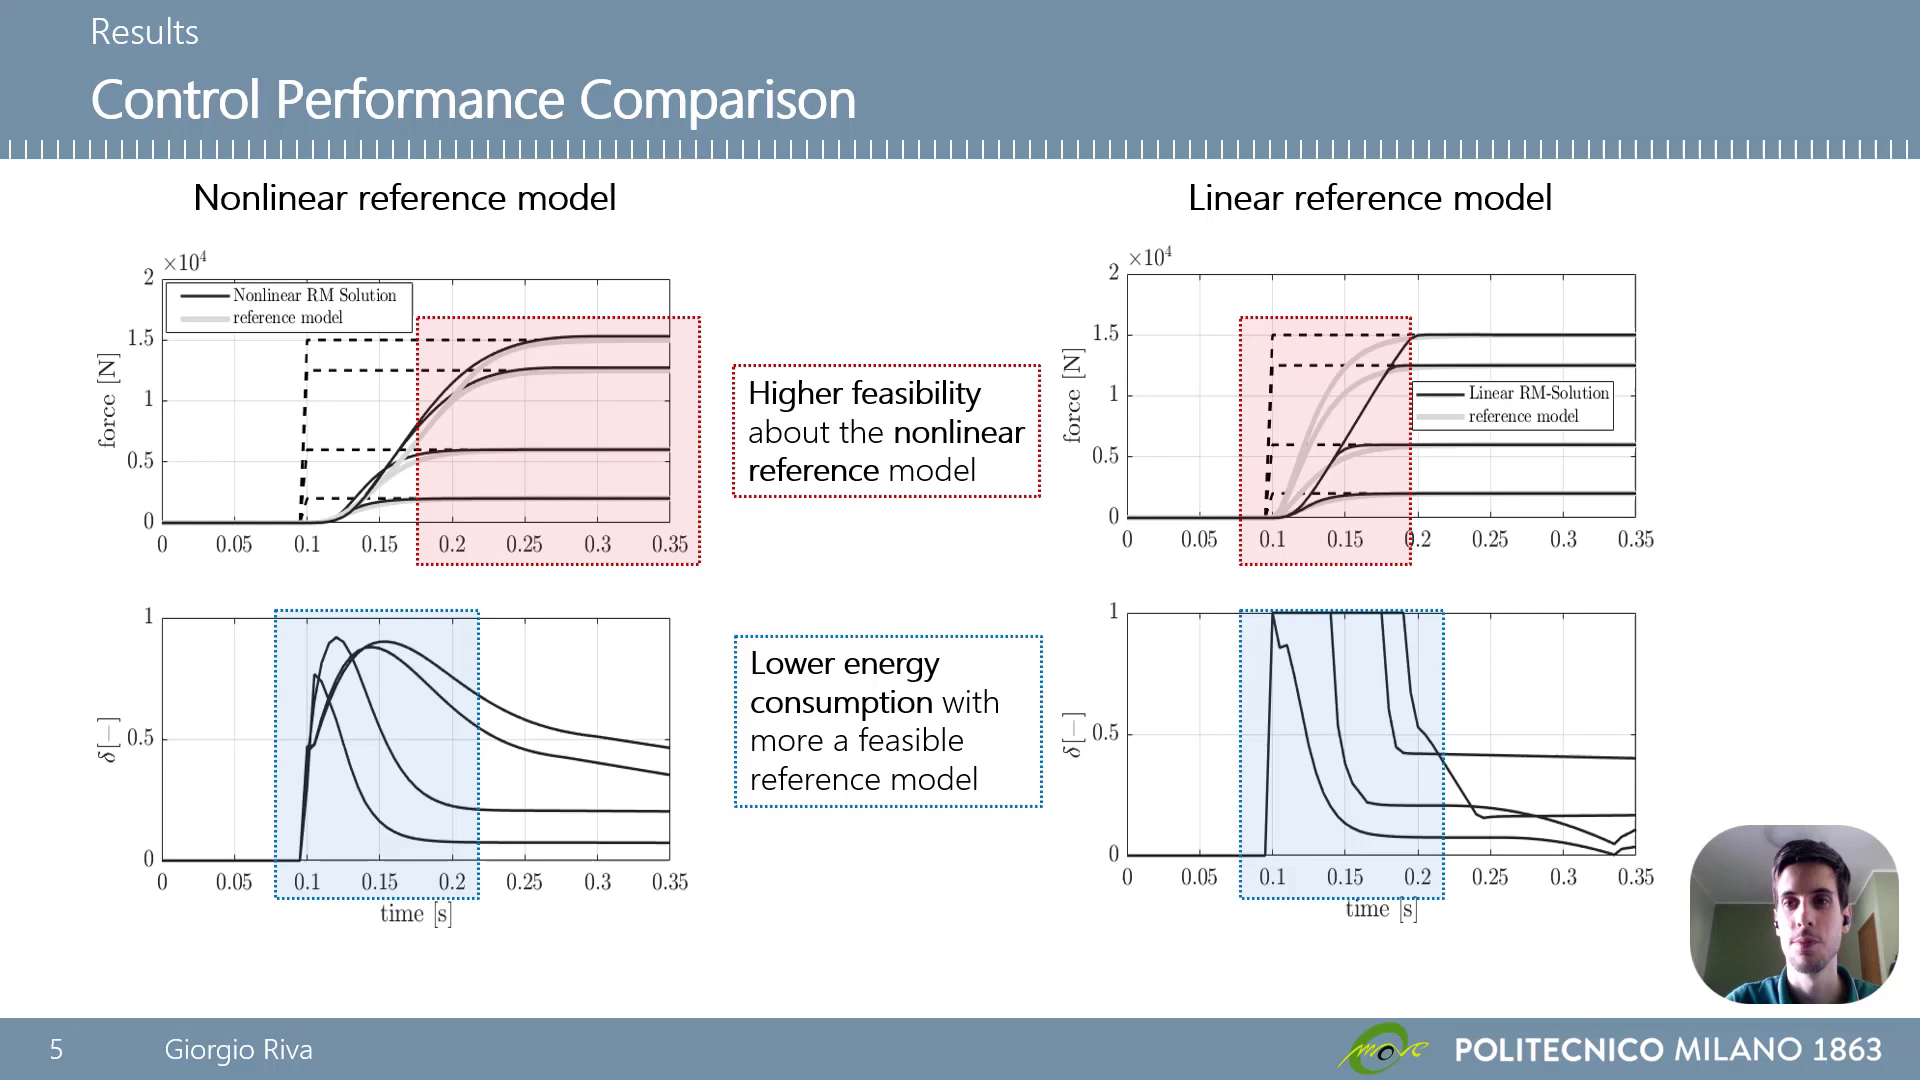 Results
Control Performance Comparison
Nonlinear reference model
×10⁴
2
1.5
1
0.5
0
force [N]
Nonlinear RM Solution
reference model
0 0.05 0.1 0.15 0.2 0.25 0.3 0.35
1
0.5
0
δ[−]
0 0.05 0.1 0.15 0.2 0.25 0.3 0.35
time [s]
Higher feasibility
about the nonlinear
reference model
Lower energy
consumption with
more a feasible
reference model
Linear reference model
×10⁴
2
1.5
1
0.5
0
force [N]
Linear RM-Solution
reference model
0 0.05 0.1 0.15 0.2 0.25 0.3 0.35
1
0.5
0
δ[−]
0 0.05 0.1 0.15 0.2 0.25 0.3 0.35
time [s]
5 Giorgio Riva
move POLITECNICO MILANO 1863